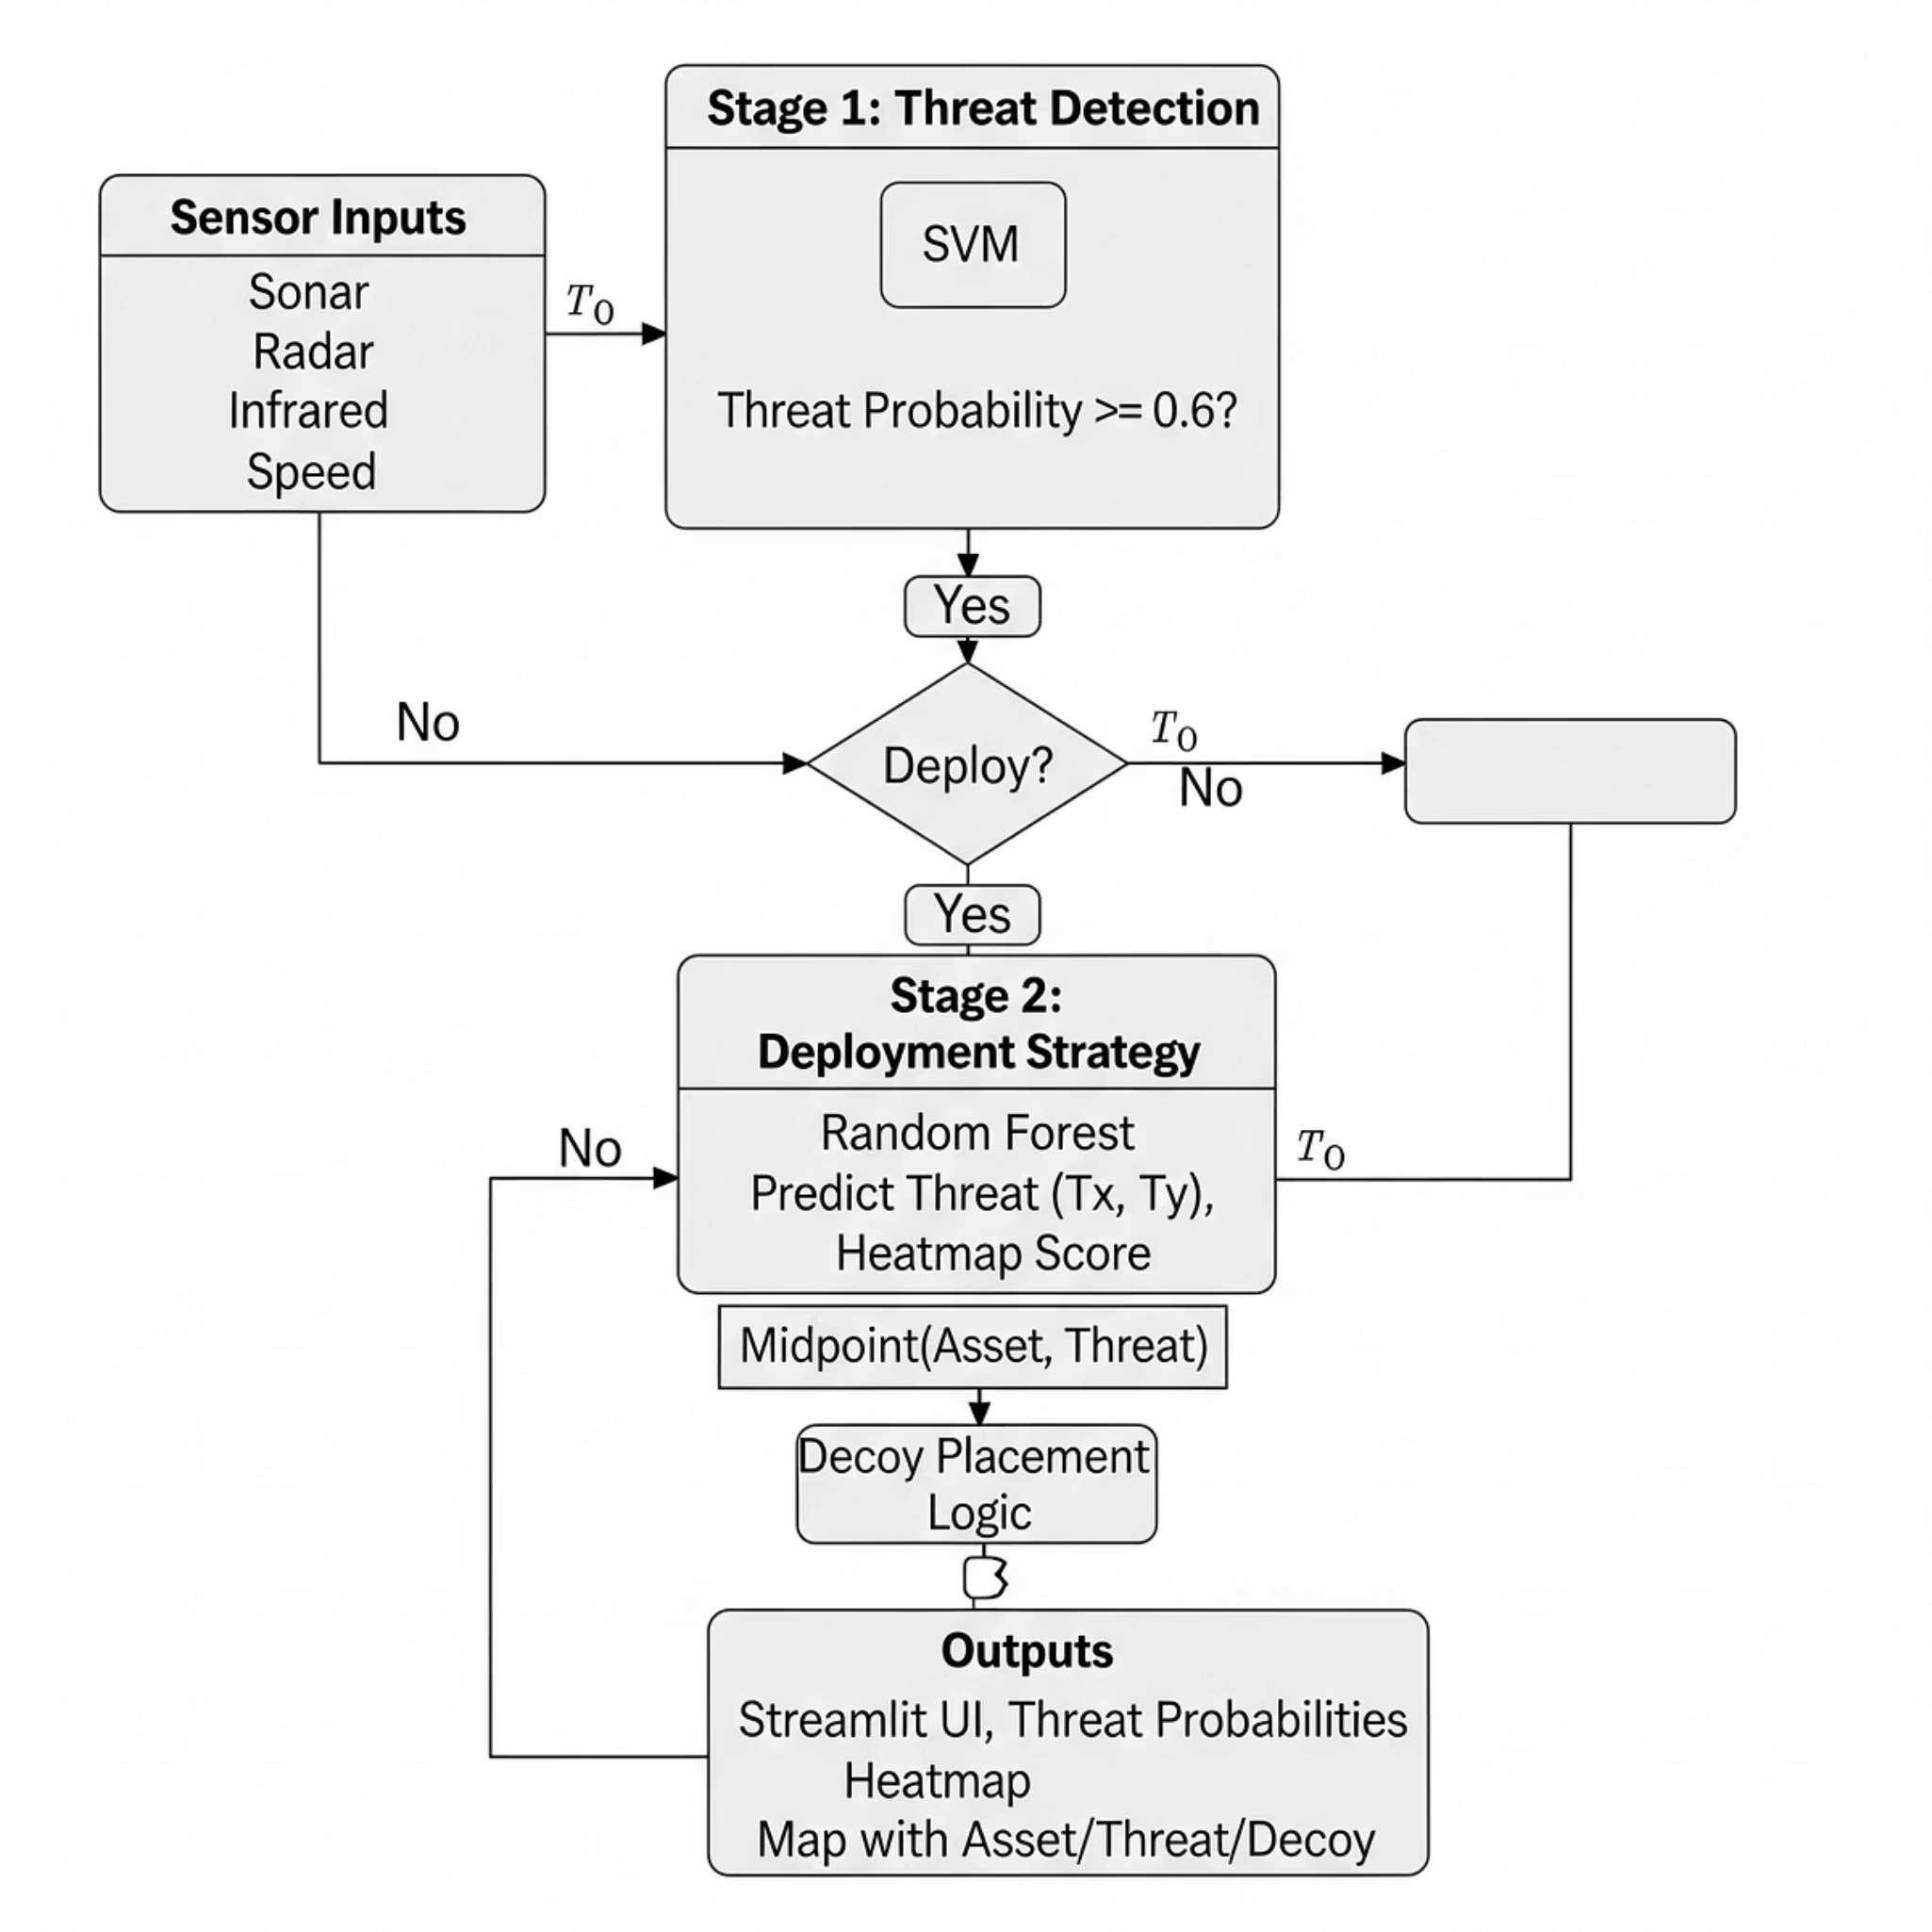 Stage 1: Threat Detection
SVM
Threat Probability >= 0.6?
Sensor Inputs
Sonar
Radar
Infrared
Speed
T0
Yes
No
Deploy?
T0
No
Yes
Stage 2:
Deployment Strategy
Random Forest
Predict Threat (Tx, Ty),
Heatmap Score
No
T0
Midpoint(Asset, Threat)
Decoy Placement
Logic
Outputs
Streamlit UI, Threat Probabilities
Heatmap
Map with Asset/Threat/Decoy